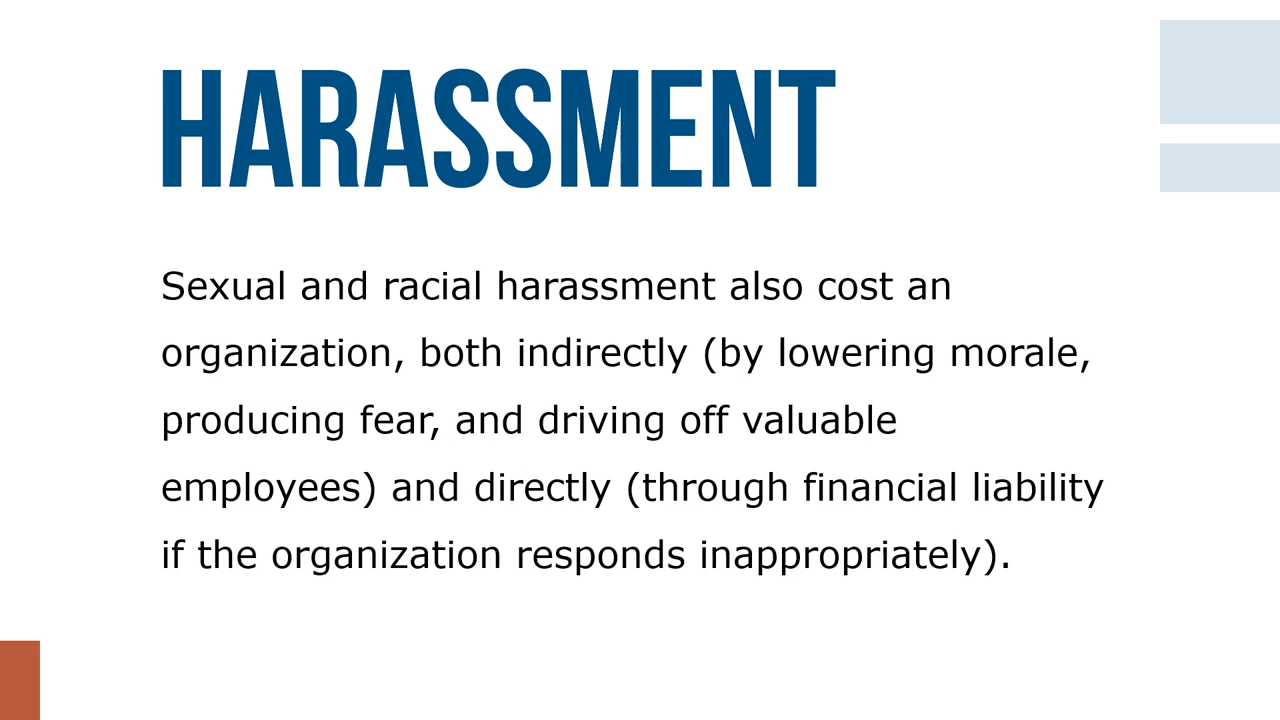 HARASSMENT
Sexual and racial harassment also cost an
organization, both indirectly (by lowering morale,
producing fear, and driving off valuable
employees) and directly (through financial liability
if the organization responds inappropriately).